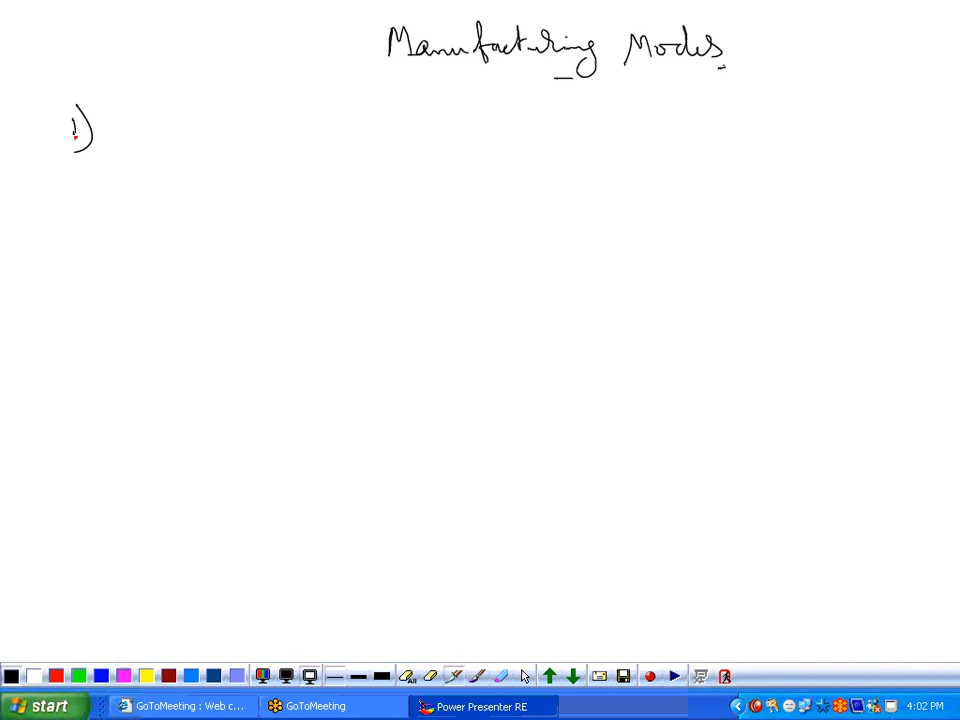 Manufacturing Modes
1)
start
GoToMeeting : Web c...
GoToMeeting
Power Presenter RE
4:02 PM